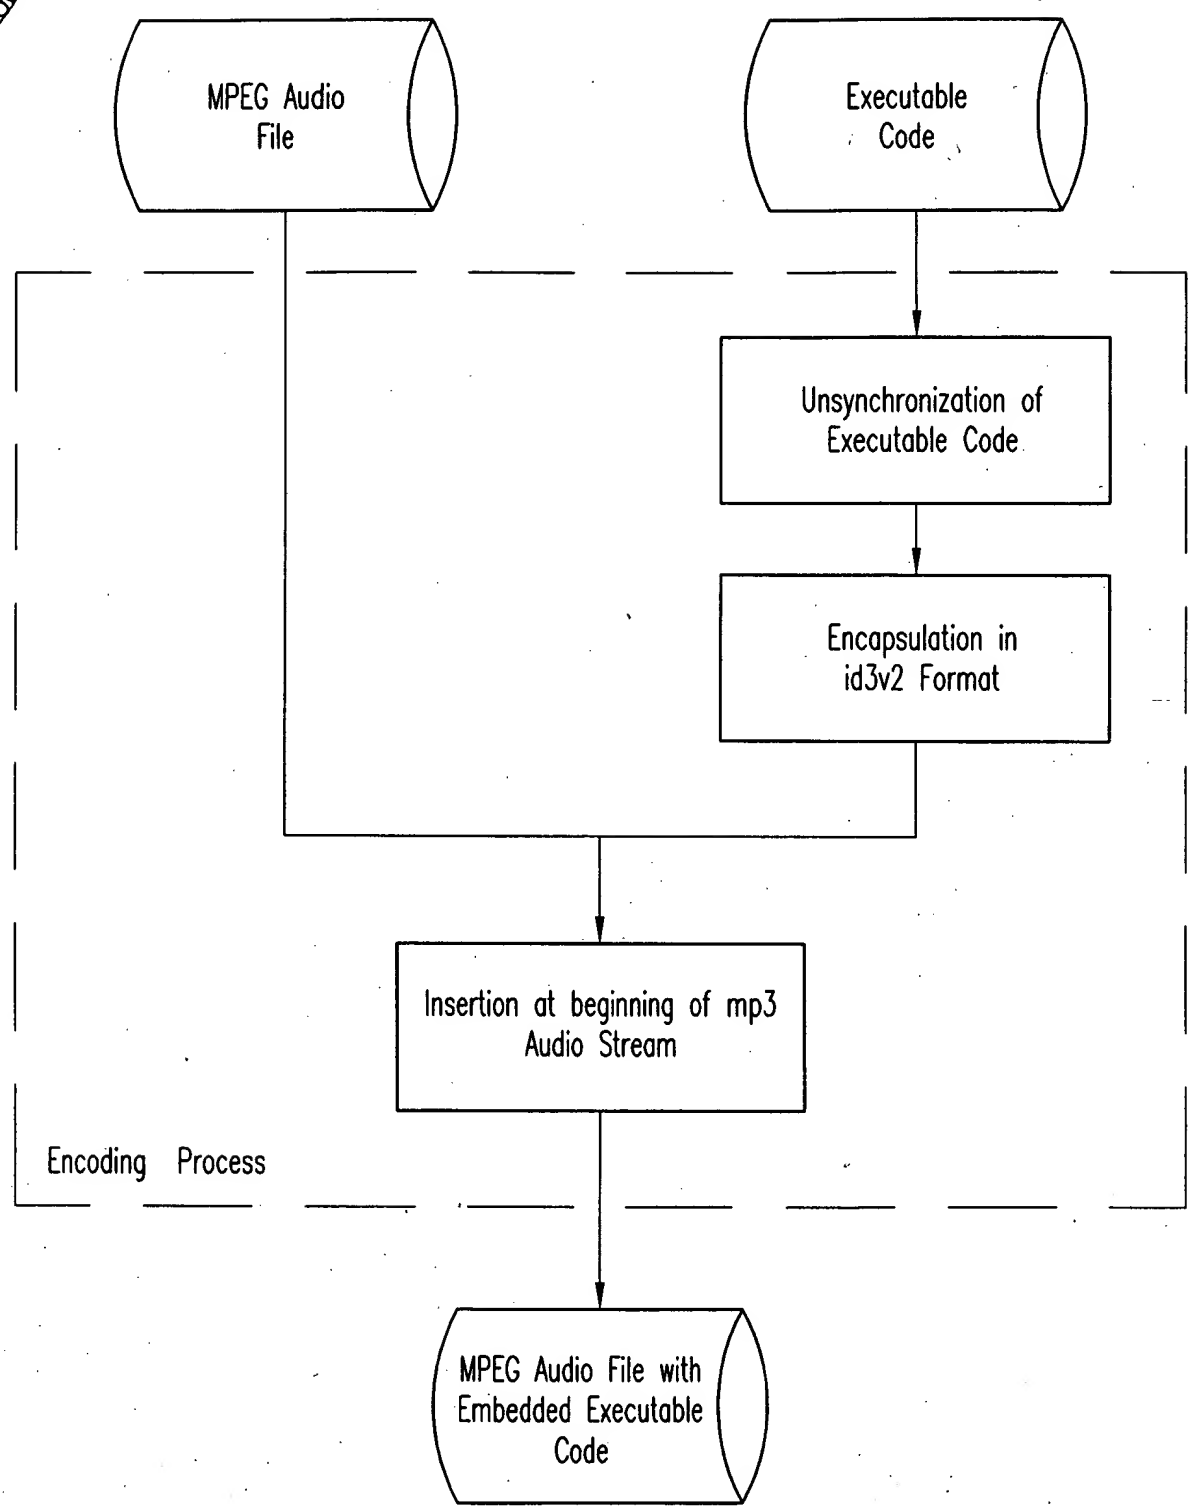 MPEG Audio
File
Executable
Code
Unsynchronization of
Executable Code
Encapsulation in
id3v2 Format
Insertion at beginning of mp3
Audio Stream
Encoding Process
MPEG Audio File with
Embedded Executable
Code